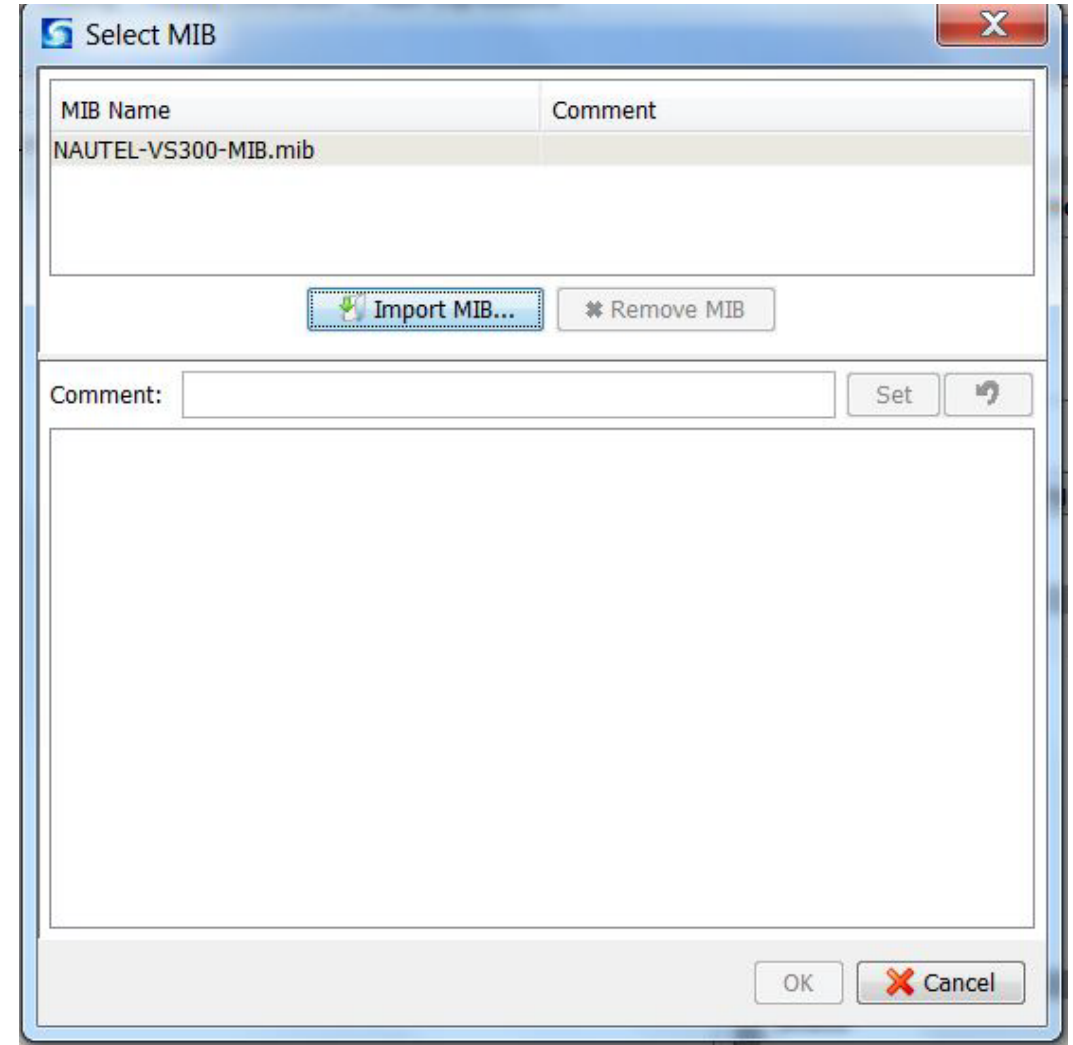 Select MIB
MIB Name Comment
NAUTEL-VS300-MIB.mib
Import MIB... Remove MIB
Comment: Set
OK Cancel